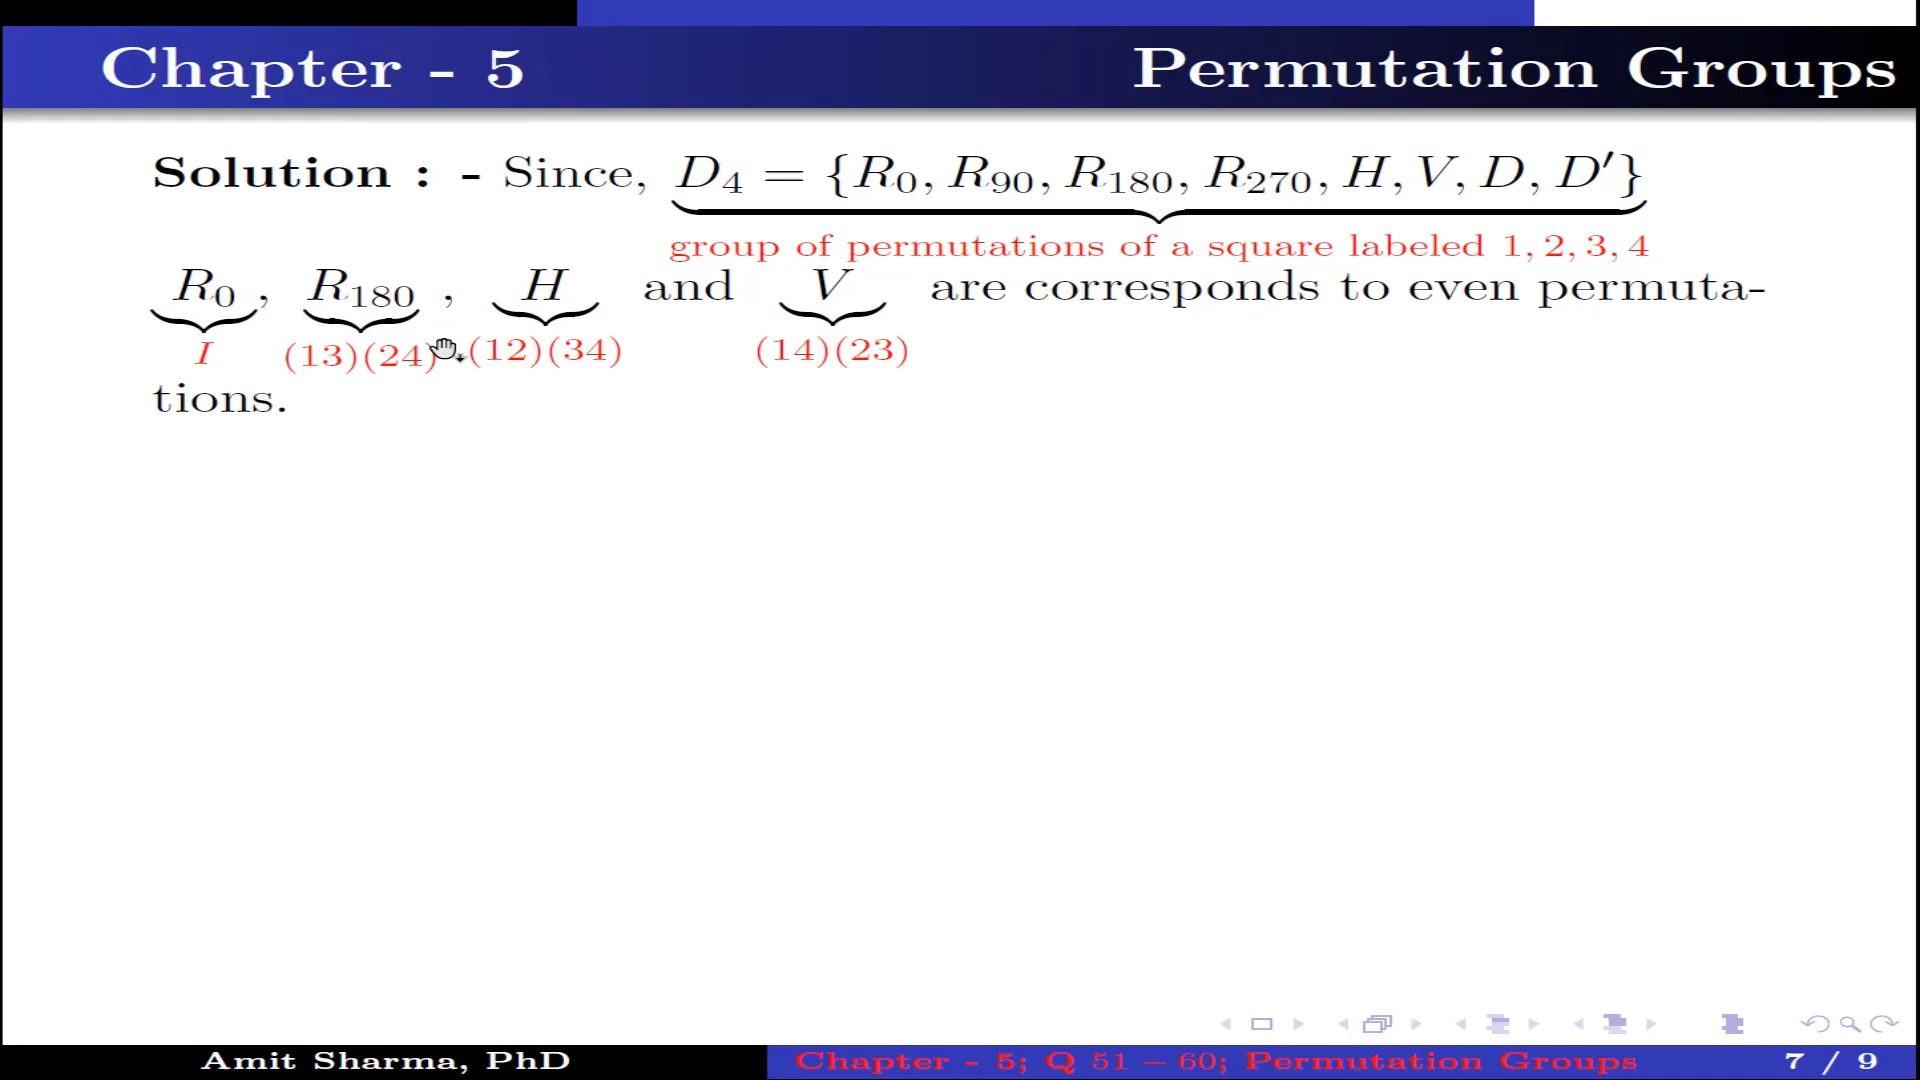 Chapter - 5 Permutation Groups
Solution : - Since, D₄ = {R₀, R₉₀, R₁₈₀, R₂₇₀, H, V, D, D′}
group of permutations of a square labeled 1, 2, 3, 4
R₀, R₁₈₀, H and V are corresponds to even permuta-
I (13)(24) (12)(34) (14)(23)
tions.
Amit Sharma, PhD Chapter - 5; Q 51 – 60; Permutation Groups 7 / 9